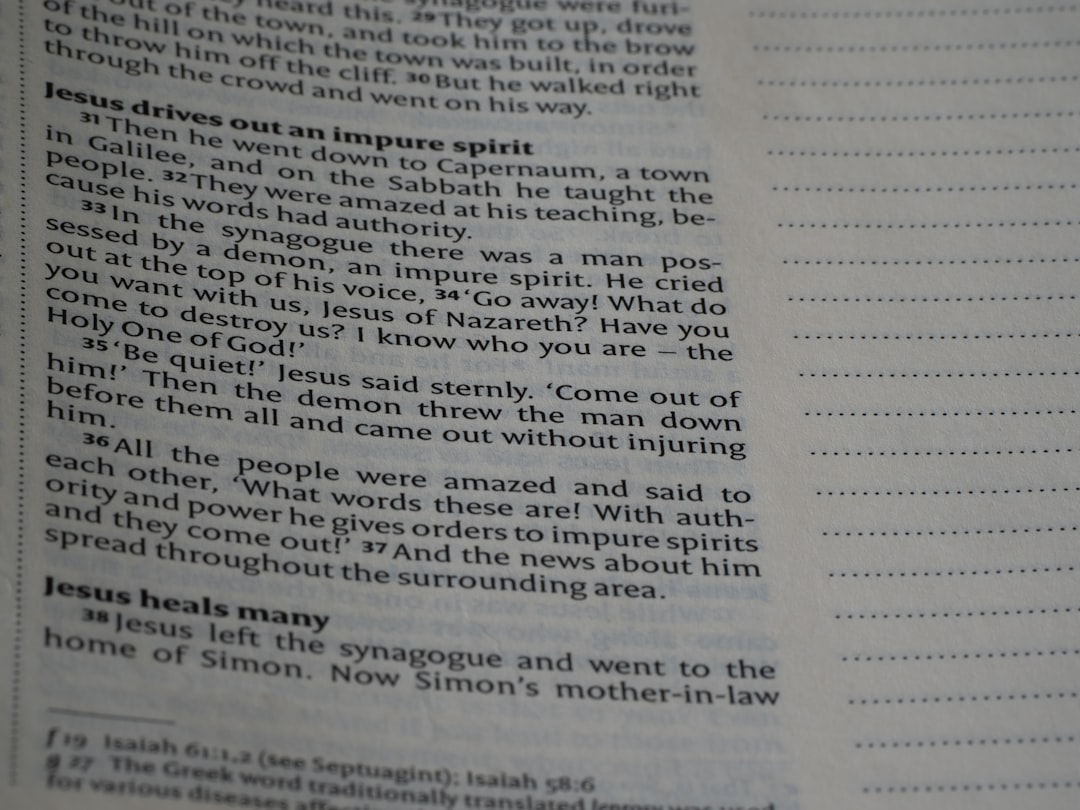 heard this. 29 They got up, drove
out of the town, and took him to the brow
of the hill on which the town was built, in order
to throw him off the cliff. 30 But he walked right
through the crowd and went on his way.
Jesus drives out an impure spirit
31 Then he went down to Capernaum, a town
in Galilee, and on the Sabbath he taught the
people. 32 They were amazed at his teaching, be-
cause his words had authority.
33 In the synagogue there was a man pos-
sessed by a demon, an impure spirit. He cried
out at the top of his voice, 34 ‘Go away! What do
you want with us, Jesus of Nazareth? Have you
come to destroy us? I know who you are – the
Holy One of God!’
35 ‘Be quiet!’ Jesus said sternly. ‘Come out of
him!’ Then the demon threw the man down
before them all and came out without injuring
him.
36 All the people were amazed and said to
each other, ‘What words these are! With auth-
ority and power he gives orders to impure spirits
and they come out!’ 37 And the news about him
spread throughout the surrounding area.
Jesus heals many
38 Jesus left the synagogue and went to the
home of Simon. Now Simon’s mother-in-law
f 19 Isaiah 61:1,2 (see Septuagint); Isaiah 58:6
g 27 The Greek word traditionally translated leprosy was used
for various diseases